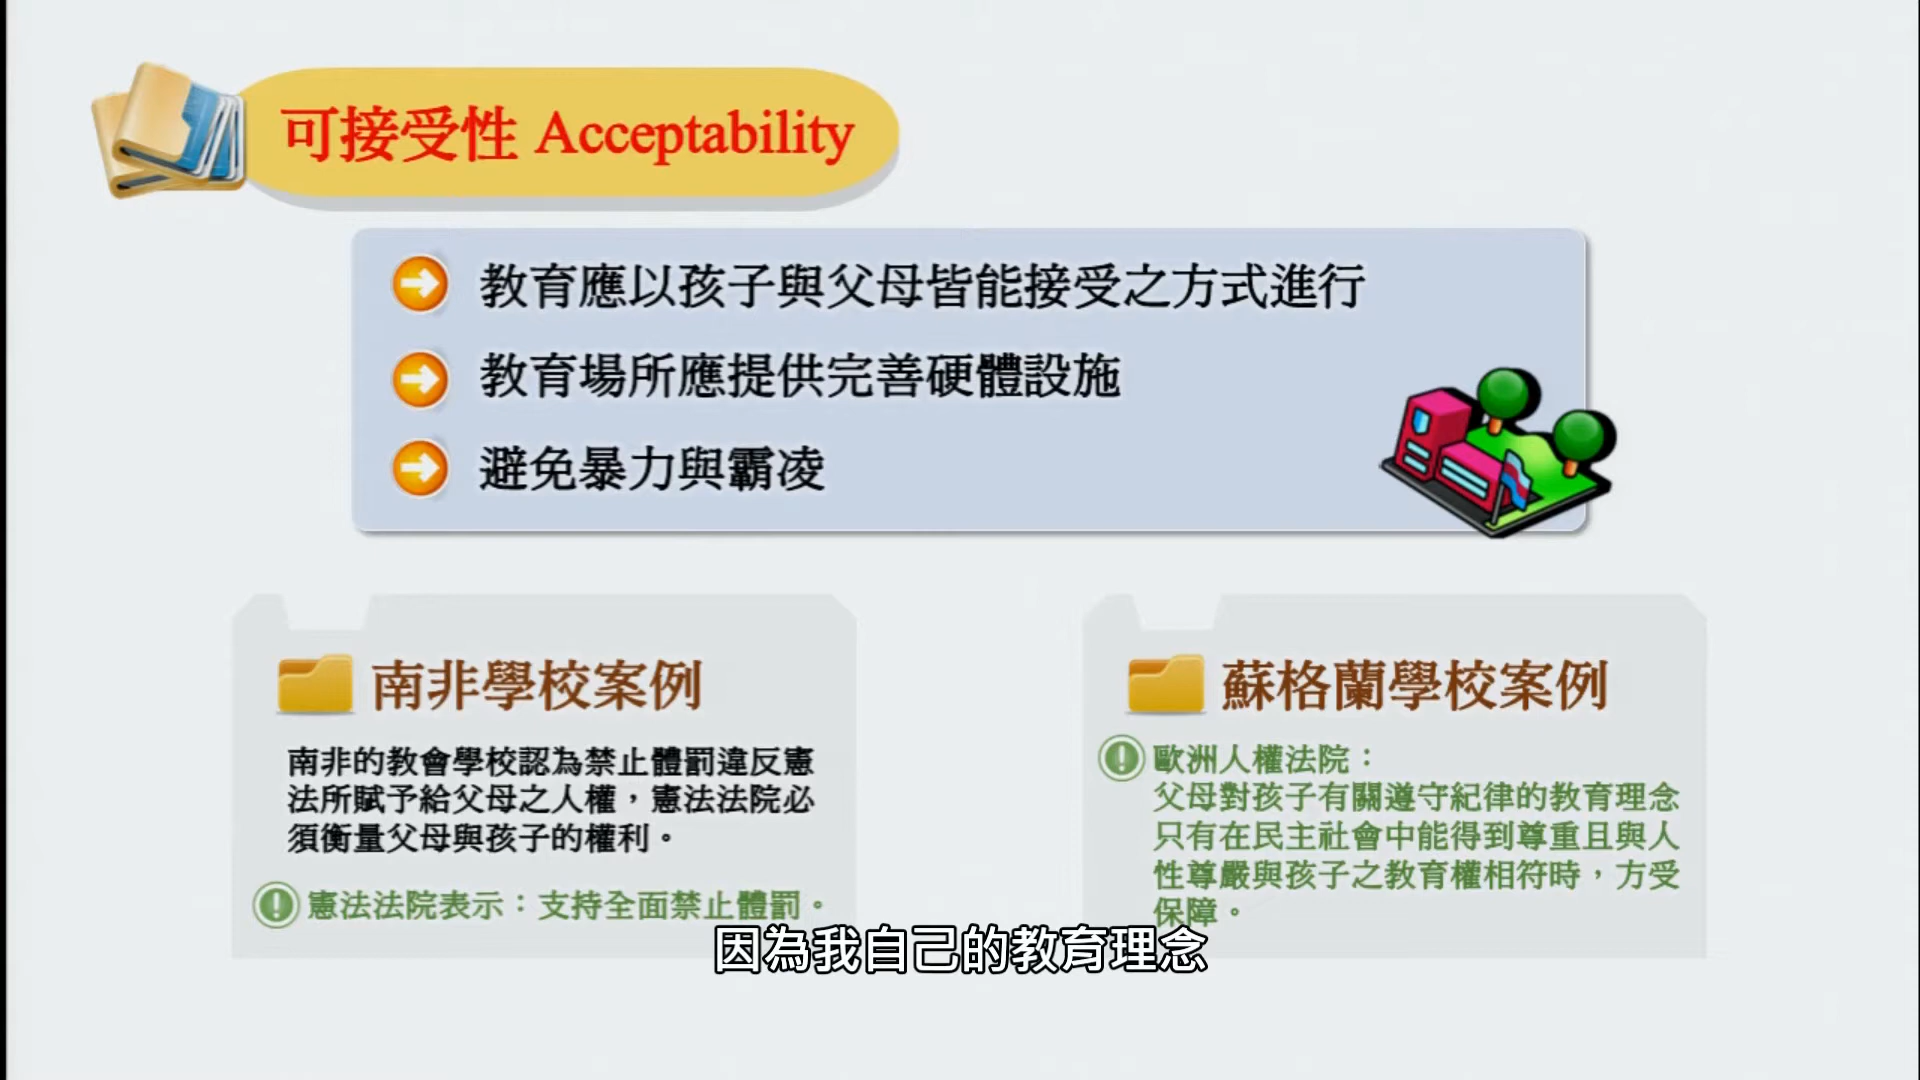 可接受性 Acceptability
教育應以孩子與父母皆能接受之方式進行
教育場所應提供完善硬體設施
避免暴力與霸凌
南非學校案例
南非的教會學校認為禁止體罰違反憲
法所賦予給父母之人權，憲法法院必
須衡量父母與孩子的權利。
憲法法院表示：支持全面禁止體罰。
蘇格蘭學校案例
歐洲人權法院：
父母對孩子有關遵守紀律的教育理念
只有在民主社會中能得到尊重且與人
性尊嚴與孩子之教育權相符時，方受
保障。
因為我自己的教育理念